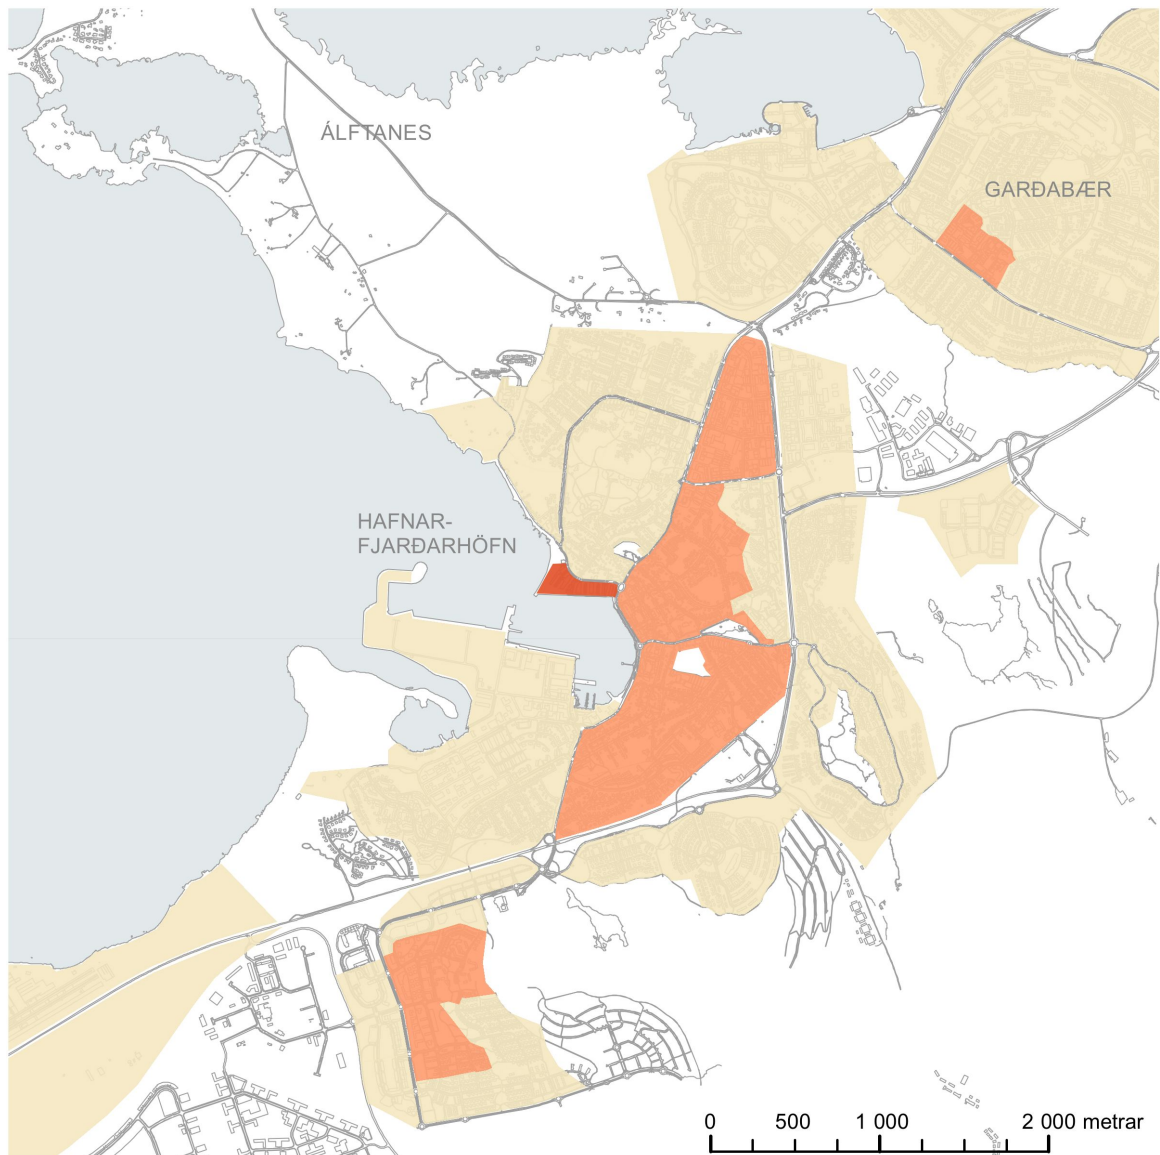 ÁLFTANES
GARÐABÆR
HAFNAR-
FJARÐARHÖFN
0 500 1 000 2 000 metrar